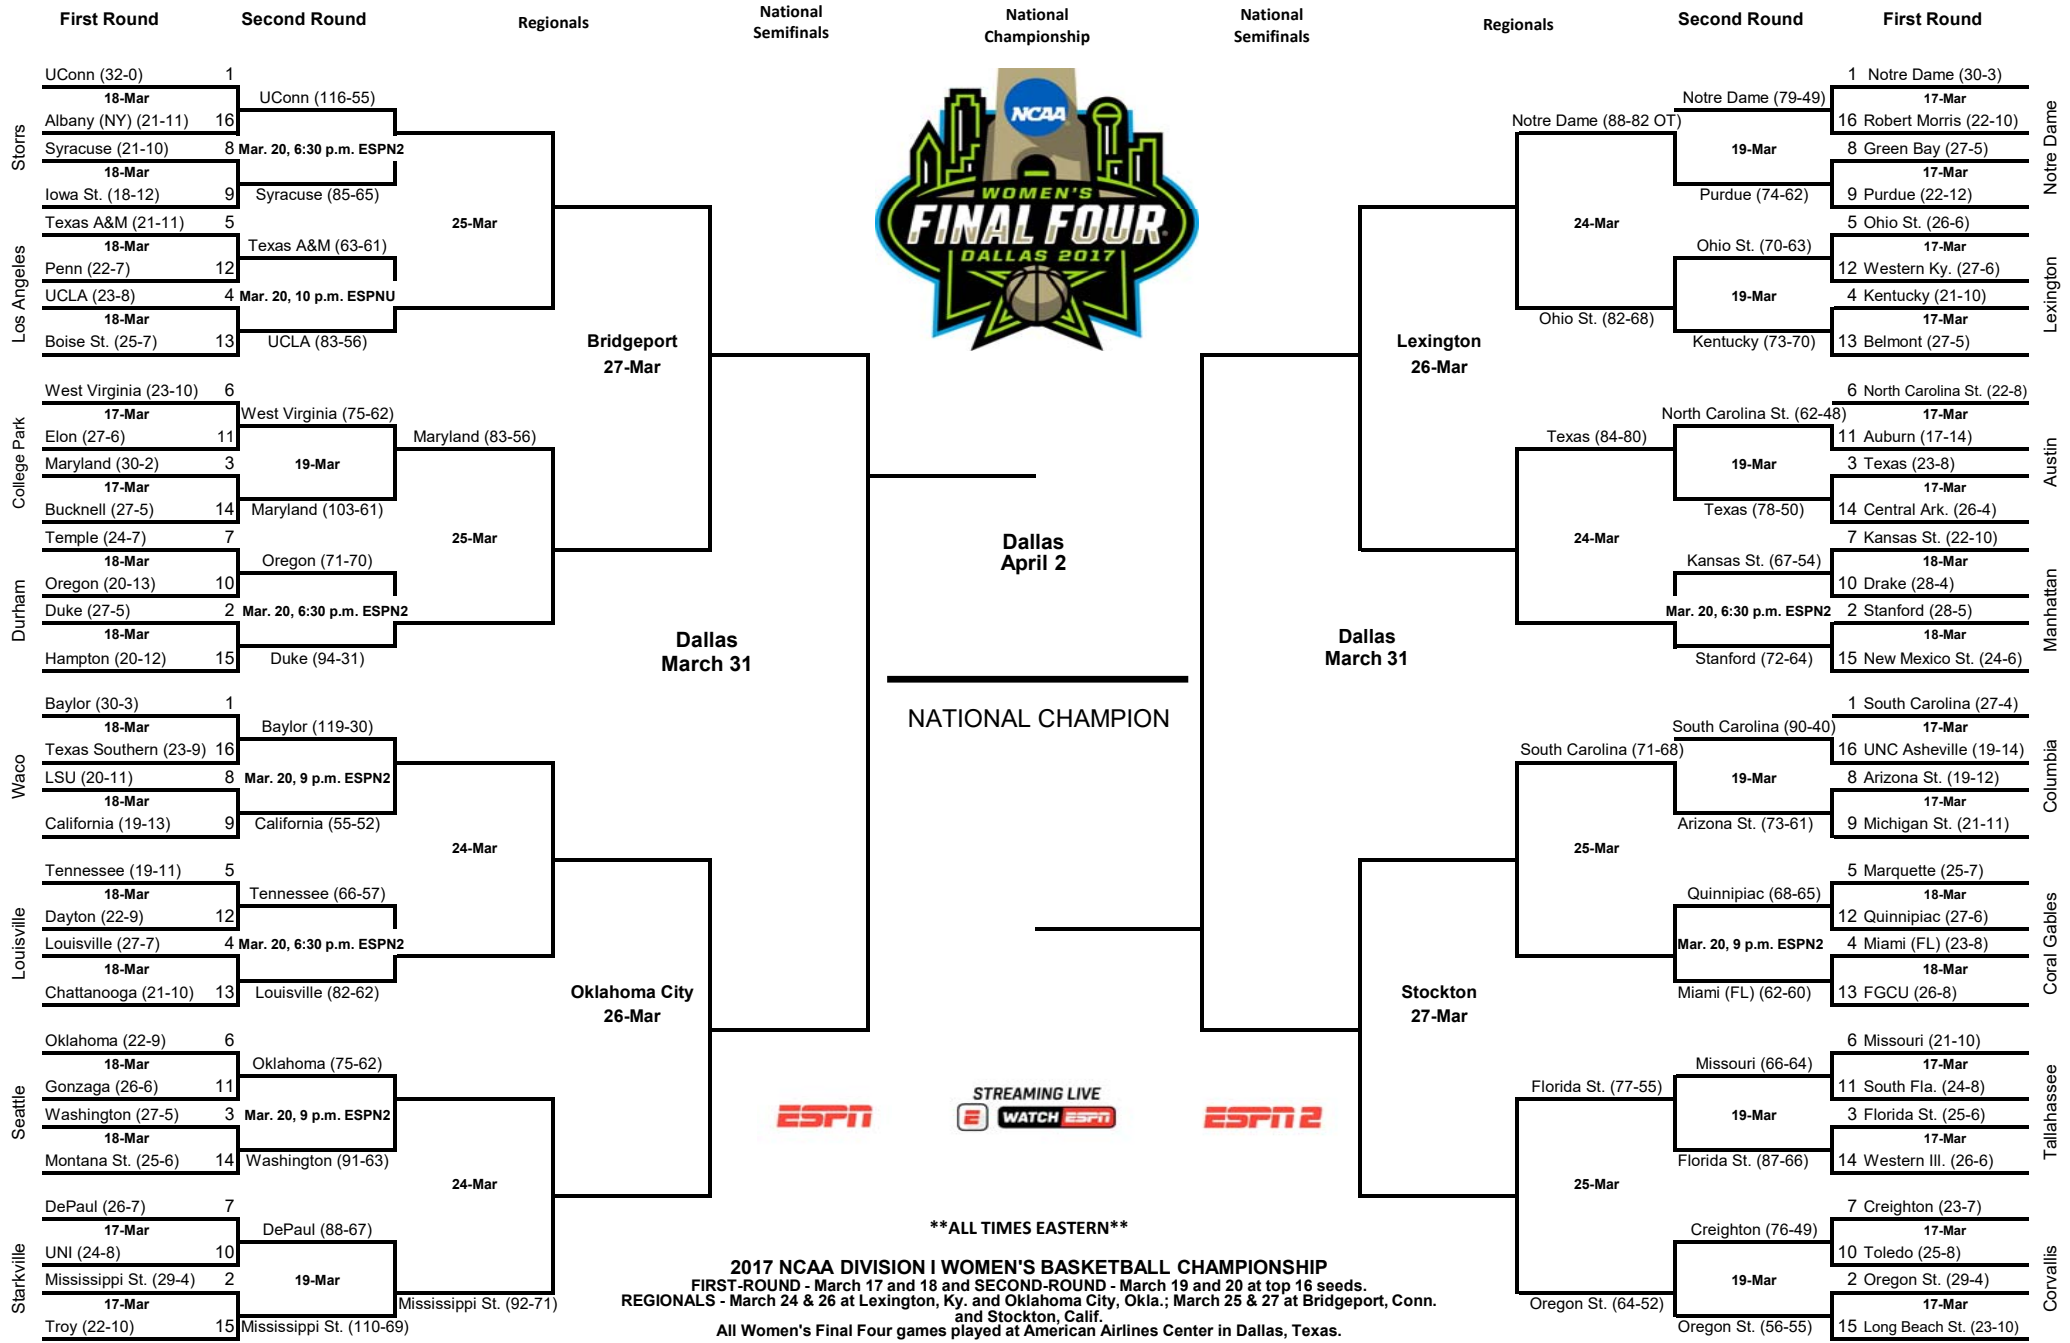 First Round
Second Round
Regionals
National
Semifinals
National
Championship
National
Semifinals
Regionals
Second Round
First Round
Storrs
UConn (32-0) 1
18-Mar
Albany (NY) (21-11) 16
UConn (116-55)
Mar. 20, 6:30 p.m. ESPN2
Syracuse (21-10) 8
18-Mar
Iowa St. (18-12) 9
Syracuse (85-65)
25-Mar
Los Angeles
Texas A&M (21-11) 5
18-Mar
Penn (22-7) 12
Texas A&M (63-61)
Mar. 20, 10 p.m. ESPNU
UCLA (23-8) 4
18-Mar
Boise St. (25-7) 13
UCLA (83-56)
Bridgeport
27-Mar
College Park
West Virginia (23-10) 6
17-Mar
Elon (27-6) 11
West Virginia (75-62)
19-Mar
Maryland (83-56)
Maryland (30-2) 3
17-Mar
Bucknell (27-5) 14
Maryland (103-61)
25-Mar
Durham
Temple (24-7) 7
18-Mar
Oregon (20-13) 10
Oregon (71-70)
Mar. 20, 6:30 p.m. ESPN2
Duke (27-5) 2
18-Mar
Hampton (20-12) 15
Duke (94-31)
Dallas
March 31
Waco
Baylor (30-3) 1
18-Mar
Texas Southern (23-9) 16
Baylor (119-30)
Mar. 20, 9 p.m. ESPN2
LSU (20-11) 8
18-Mar
California (19-13) 9
California (55-52)
24-Mar
Louisville
Tennessee (19-11) 5
18-Mar
Dayton (22-9) 12
Tennessee (66-57)
Mar. 20, 6:30 p.m. ESPN2
Louisville (27-7) 4
18-Mar
Chattanooga (21-10) 13
Louisville (82-62)
Oklahoma City
26-Mar
Seattle
Oklahoma (22-9) 6
18-Mar
Gonzaga (26-6) 11
Oklahoma (75-62)
Mar. 20, 9 p.m. ESPN2
Washington (27-5) 3
18-Mar
Montana St. (25-6) 14
Washington (91-63)
24-Mar
Starkville
DePaul (26-7) 7
17-Mar
UNI (24-8) 10
DePaul (88-67)
19-Mar
Mississippi St. (29-4) 2
17-Mar
Troy (22-10) 15
Mississippi St. (110-69)
Mississippi St. (92-71)
NCAA
WOMEN'S
FINAL FOUR
DALLAS 2017
Dallas
April 2
NATIONAL CHAMPION
Notre Dame
1 Notre Dame (30-3)
17-Mar
16 Robert Morris (22-10)
Notre Dame (79-49)
Notre Dame (88-82 OT)
19-Mar
8 Green Bay (27-5)
17-Mar
9 Purdue (22-12)
Purdue (74-62)
24-Mar
Lexington
5 Ohio St. (26-6)
17-Mar
12 Western Ky. (27-6)
Ohio St. (70-63)
19-Mar
Ohio St. (82-68)
4 Kentucky (21-10)
17-Mar
13 Belmont (27-5)
Kentucky (73-70)
Lexington
26-Mar
Austin
6 North Carolina St. (22-8)
17-Mar
11 Auburn (17-14)
North Carolina St. (62-48)
Texas (84-80)
19-Mar
3 Texas (23-8)
17-Mar
14 Central Ark. (26-4)
Texas (78-50)
24-Mar
Manhattan
7 Kansas St. (22-10)
18-Mar
10 Drake (28-4)
Kansas St. (67-54)
Mar. 20, 6:30 p.m. ESPN2
2 Stanford (28-5)
18-Mar
15 New Mexico St. (24-6)
Stanford (72-64)
Dallas
March 31
Columbia
1 South Carolina (27-4)
17-Mar
16 UNC Asheville (19-14)
South Carolina (90-40)
South Carolina (71-68)
19-Mar
8 Arizona St. (19-12)
17-Mar
9 Michigan St. (21-11)
Arizona St. (73-61)
25-Mar
Coral Gables
5 Marquette (25-7)
18-Mar
12 Quinnipiac (27-6)
Quinnipiac (68-65)
Mar. 20, 9 p.m. ESPN2
4 Miami (FL) (23-8)
18-Mar
13 FGCU (26-8)
Miami (FL) (62-60)
Stockton
27-Mar
Tallahassee
6 Missouri (21-10)
17-Mar
11 South Fla. (24-8)
Missouri (66-64)
Florida St. (77-55)
19-Mar
3 Florida St. (25-6)
17-Mar
14 Western Ill. (26-6)
Florida St. (87-66)
25-Mar
Corvallis
7 Creighton (23-7)
17-Mar
10 Toledo (25-8)
Creighton (76-49)
19-Mar
Oregon St. (64-52)
2 Oregon St. (29-4)
17-Mar
15 Long Beach St. (23-10)
Oregon St. (56-55)
ESPN
STREAMING LIVE
E WATCH ESPN
ESPN 2
**ALL TIMES EASTERN**
2017 NCAA DIVISION I WOMEN'S BASKETBALL CHAMPIONSHIP
FIRST-ROUND - March 17 and 18 and SECOND-ROUND - March 19 and 20 at top 16 seeds.
REGIONALS - March 24 & 26 at Lexington, Ky. and Oklahoma City, Okla.; March 25 & 27 at Bridgeport, Conn.
and Stockton, Calif.
All Women's Final Four games played at American Airlines Center in Dallas, Texas.